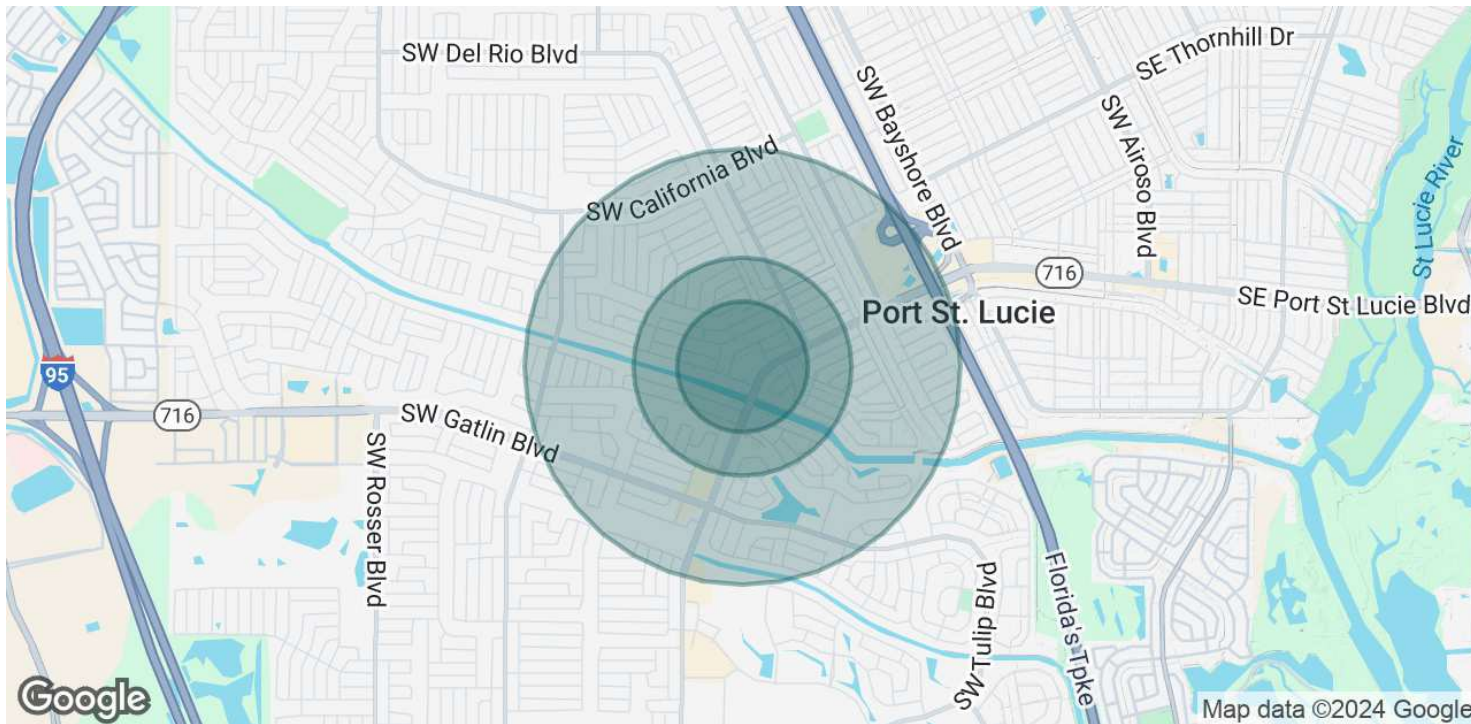 SW Del Rio Blvd
SE Thornhill Dr
SW Bayshore Blvd
SW Airoso Blvd
SW California Blvd
St Lucie River
716
Port St. Lucie
SE Port St Lucie Blvd
95
716
SW Gatlin Blvd
SW Rosser Blvd
SW Tulip Blvd
Florida's Tpke
Google
Map data ©2024 Google